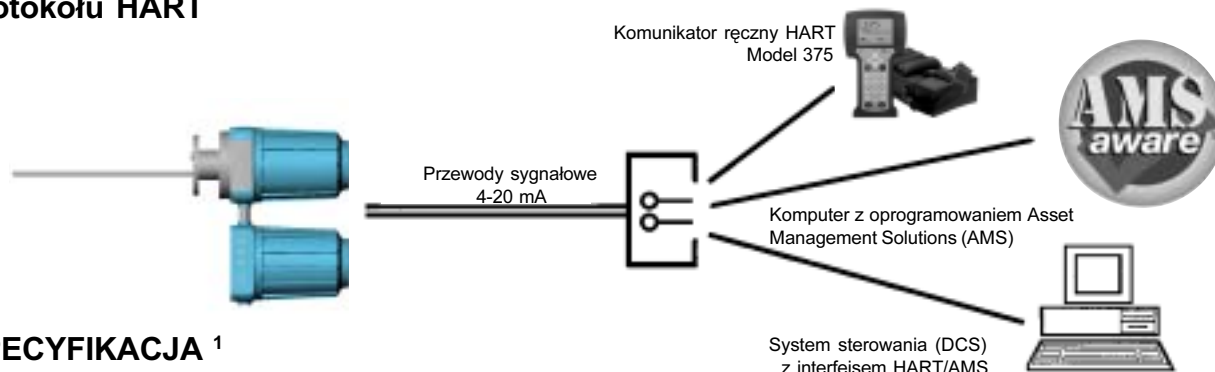 otokołu HART
Komunikator ręczny HART
Model 375
AMS
aware
Przewody sygnałowe
4-20 mA
Komputer z oprogramowaniem Asset
Management Solutions (AMS)
System sterowania (DCS)
z interfejsem HART/AMS
ECYFIKACJA 1